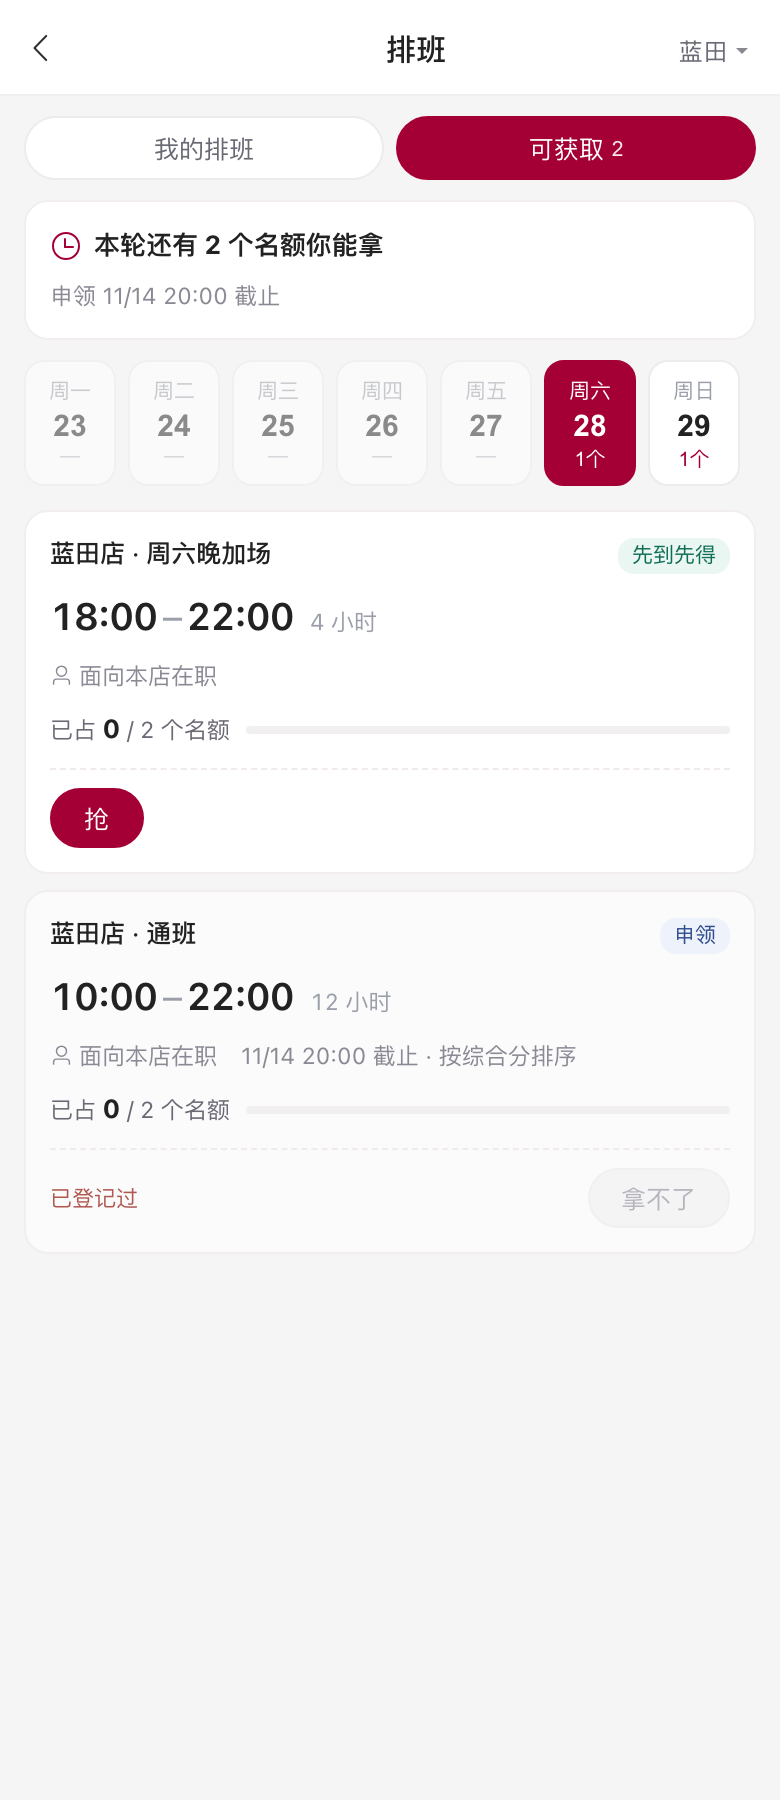 排班
蓝田
我的排班
可获取 2
本轮还有 2 个名额你能拿
申领 11/14 20:00 截止
周一 周二 周三 周四 周五 周六 周日
23 24 25 26 27 28 29
— — — — — 1个 1个
蓝田店 · 周六晚加场
先到先得
18:00–22:00 4 小时
面向本店在职
已占 0 / 2 个名额
抢
蓝田店 · 通班
申领
10:00–22:00 12 小时
面向本店在职 11/14 20:00 截止 · 按综合分排序
已占 0 / 2 个名额
已登记过
拿不了